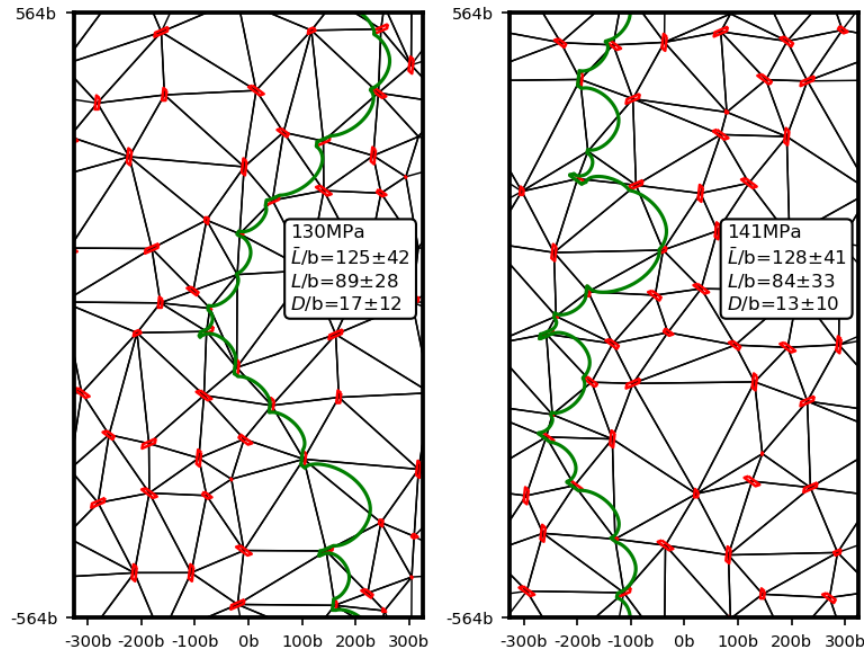 564b
130MPa
L̄/b=125±42
L/b=89±28
D/b=17±12
-564b
-300b -200b -100b 0b 100b 200b 300b
564b
141MPa
L̄/b=128±41
L/b=84±33
D/b=13±10
-564b
-300b -200b -100b 0b 100b 200b 300b